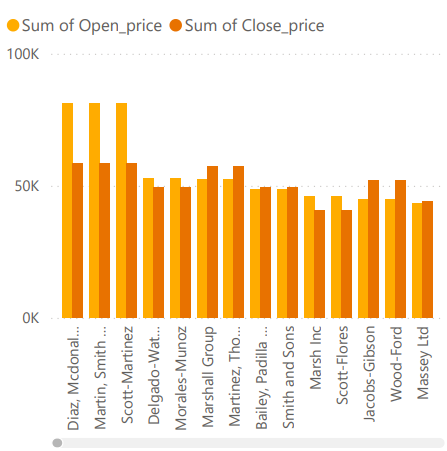 Sum of Open_price Sum of Close_price
100K
50K
0K
Diaz, Mcdonal...
Martin, Smith ...
Scott-Martinez
Delgado-Wat...
Morales-Munoz
Marshall Group
Martinez, Tho...
Bailey, Padilla ...
Smith and Sons
Marsh Inc
Scott-Flores
Jacobs-Gibson
Wood-Ford
Massey Ltd